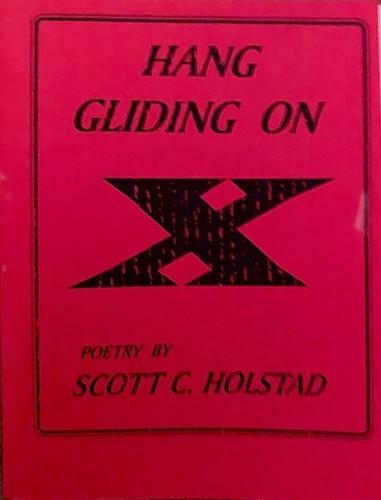 HANG
GLIDING ON
X
POETRY BY
SCOTT C. HOLSTAD